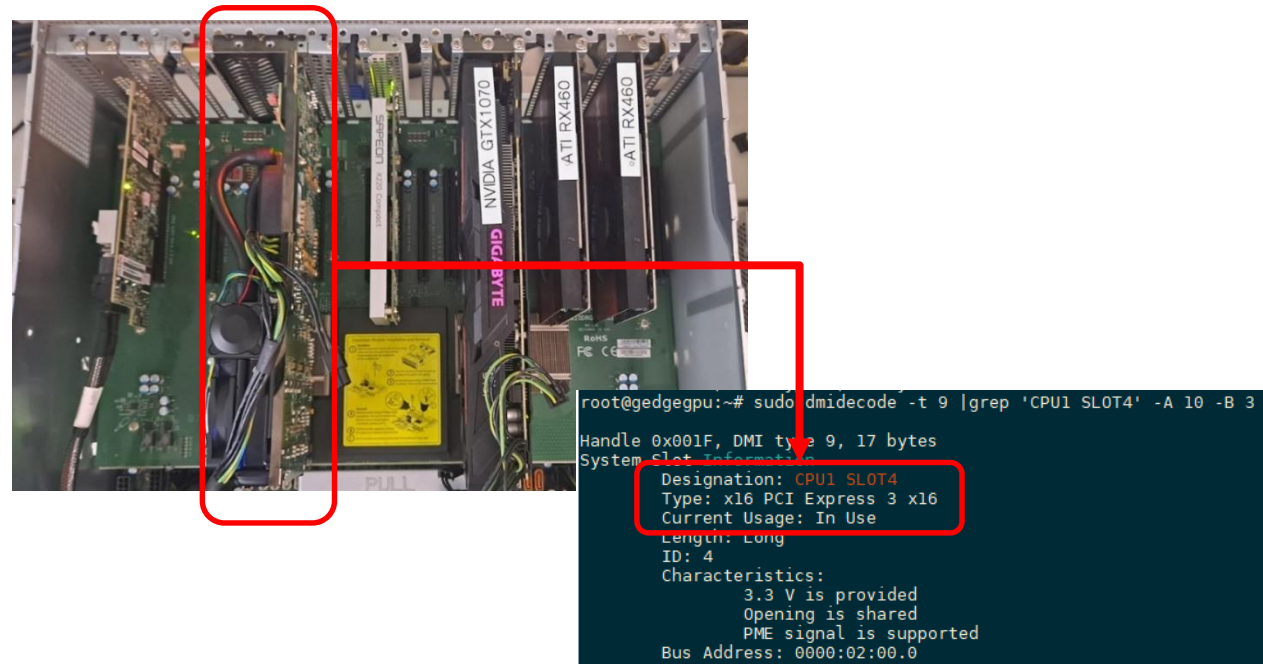 SAPEON X220 Compact
NVIDIA GTX1070
GIGABYTE
ATI RX460
ATI RX460
RoHS
FC CE
PULL
root@gedgegpu:~# sudo dmidecode -t 9 |grep 'CPU1 SLOT4' -A 10 -B 3
Handle 0x001F, DMI type 9, 17 bytes
System Slot Information
Designation: CPU1 SLOT4
Type: x16 PCI Express 3 x16
Current Usage: In Use
Length: Long
ID: 4
Characteristics:
3.3 V is provided
Opening is shared
PME signal is supported
Bus Address: 0000:02:00.0